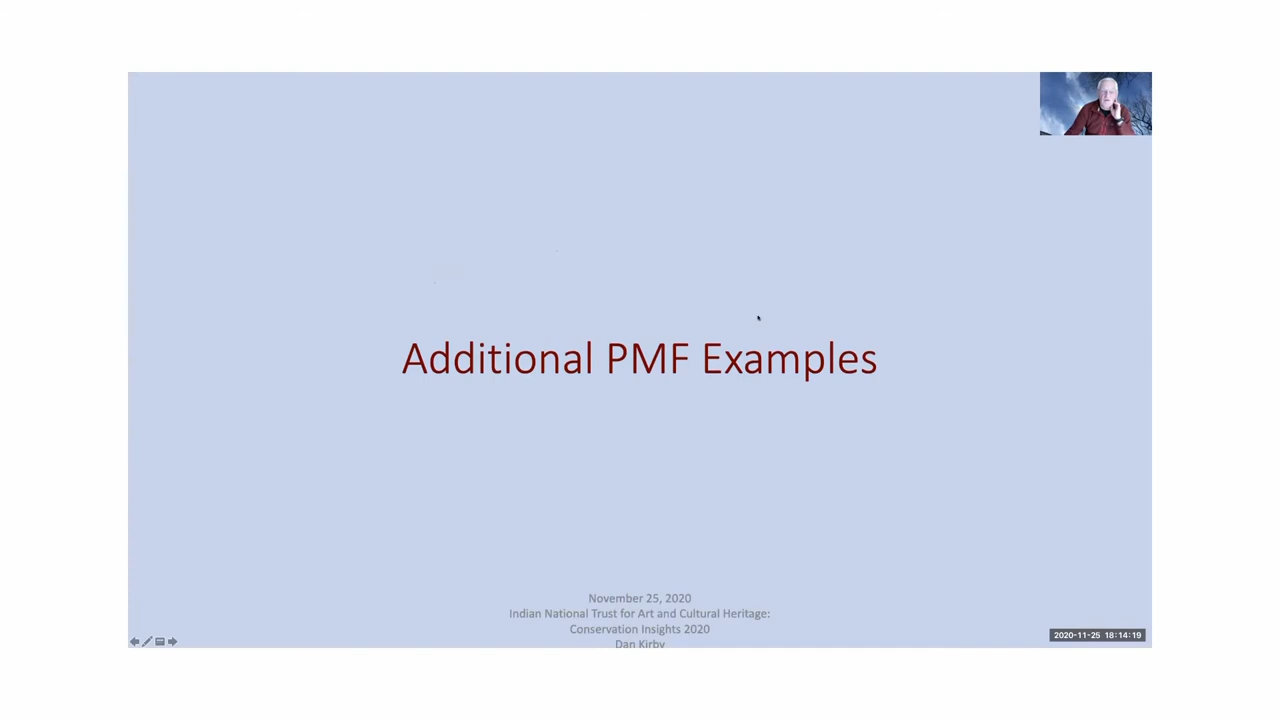 Additional PMF Examples
November 25, 2020
Indian National Trust for Art and Cultural Heritage:
Conservation Insights 2020
Dan Kirby
2020-11-25 18:14:19